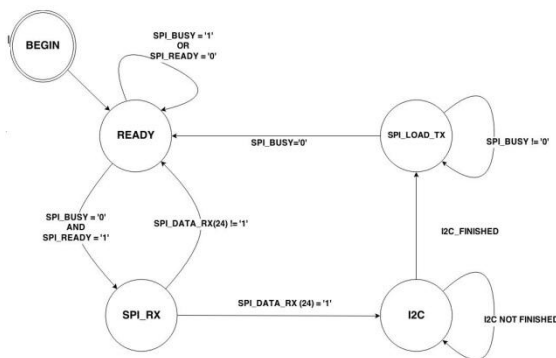 BEGIN
SPI_BUSY = '1'
OR
SPI_READY = '0'
READY
SPI_LOAD_TX
SPI_BUSY='0'
SPI_BUSY != '0'
SPI_BUSY = '0'
AND
SPI_READY = '1'
SPI_DATA_RX(24) != '1'
I2C_FINISHED
SPI_RX
SPI_DATA_RX (24) = '1'
I2C
I2C NOT FINISHED